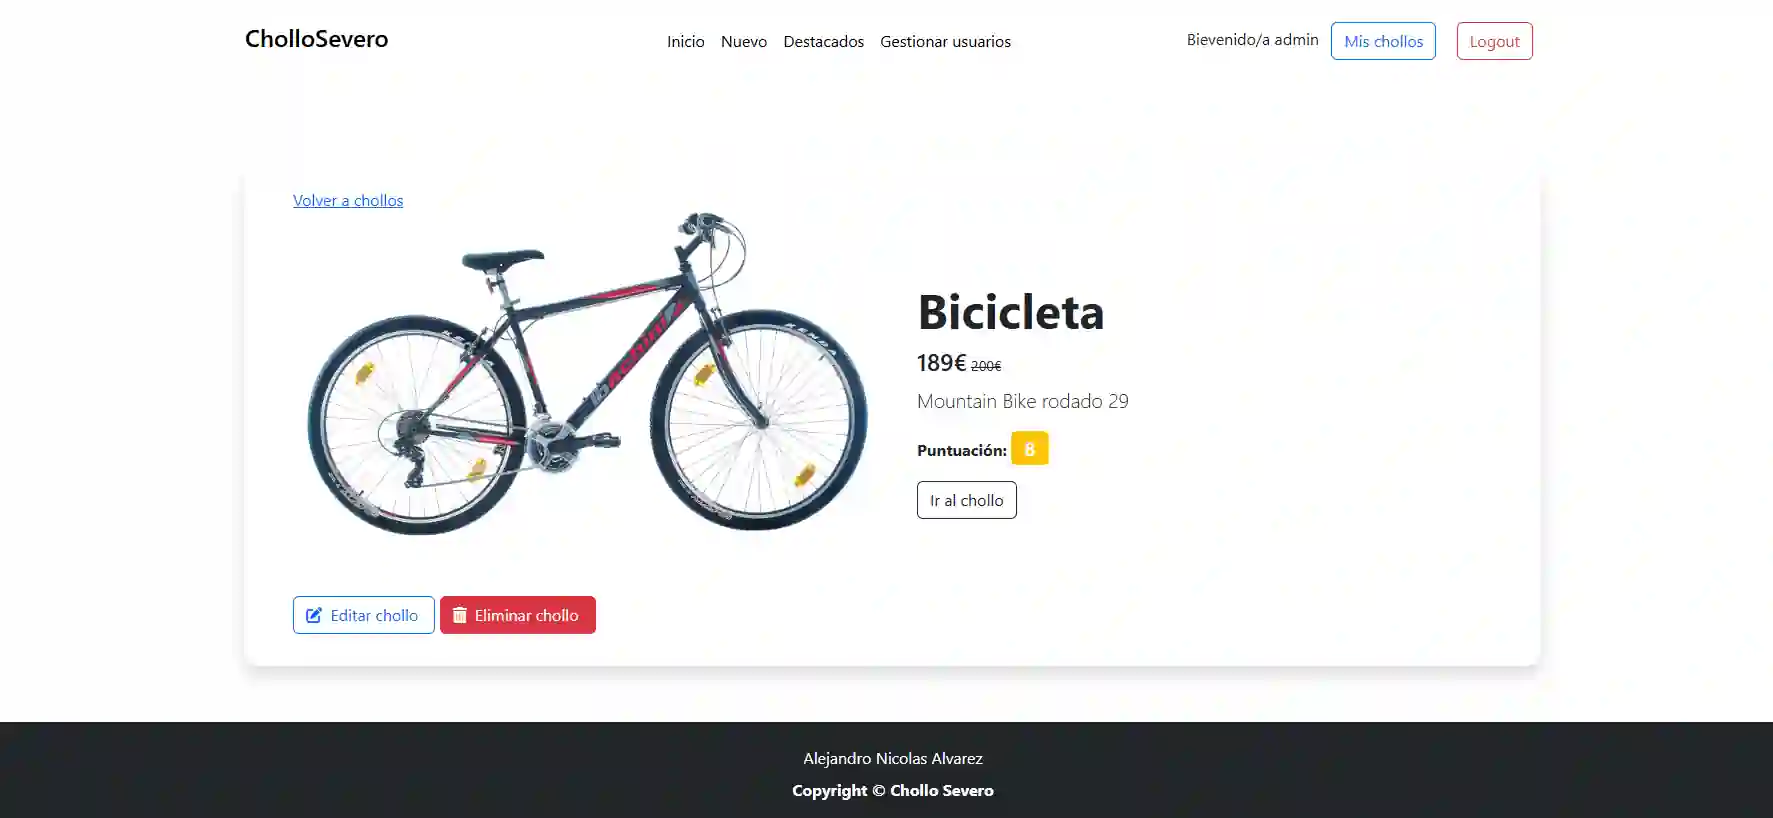 CholloSevero
Inicio Nuevo Destacados Gestionar usuarios
Bievenido/a admin Mis chollos Logout
Volver a chollos
KENDA
Bicicleta
189€ 200€
Mountain Bike rodado 29
Puntuación: 8
Ir al chollo
Editar chollo Eliminar chollo
Alejandro Nicolas Alvarez
Copyright © Chollo Severo